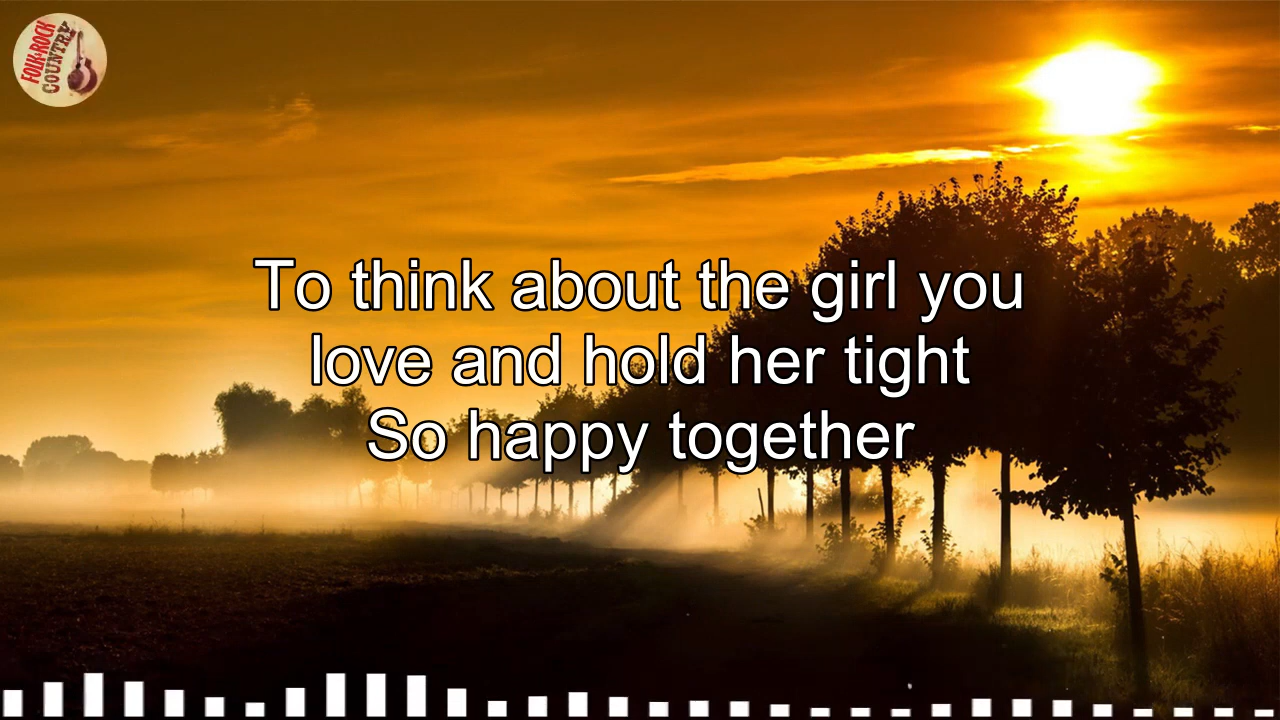 FOLK & ROCK
COUNTRY
To think about the girl you
love and hold her tight
So happy together